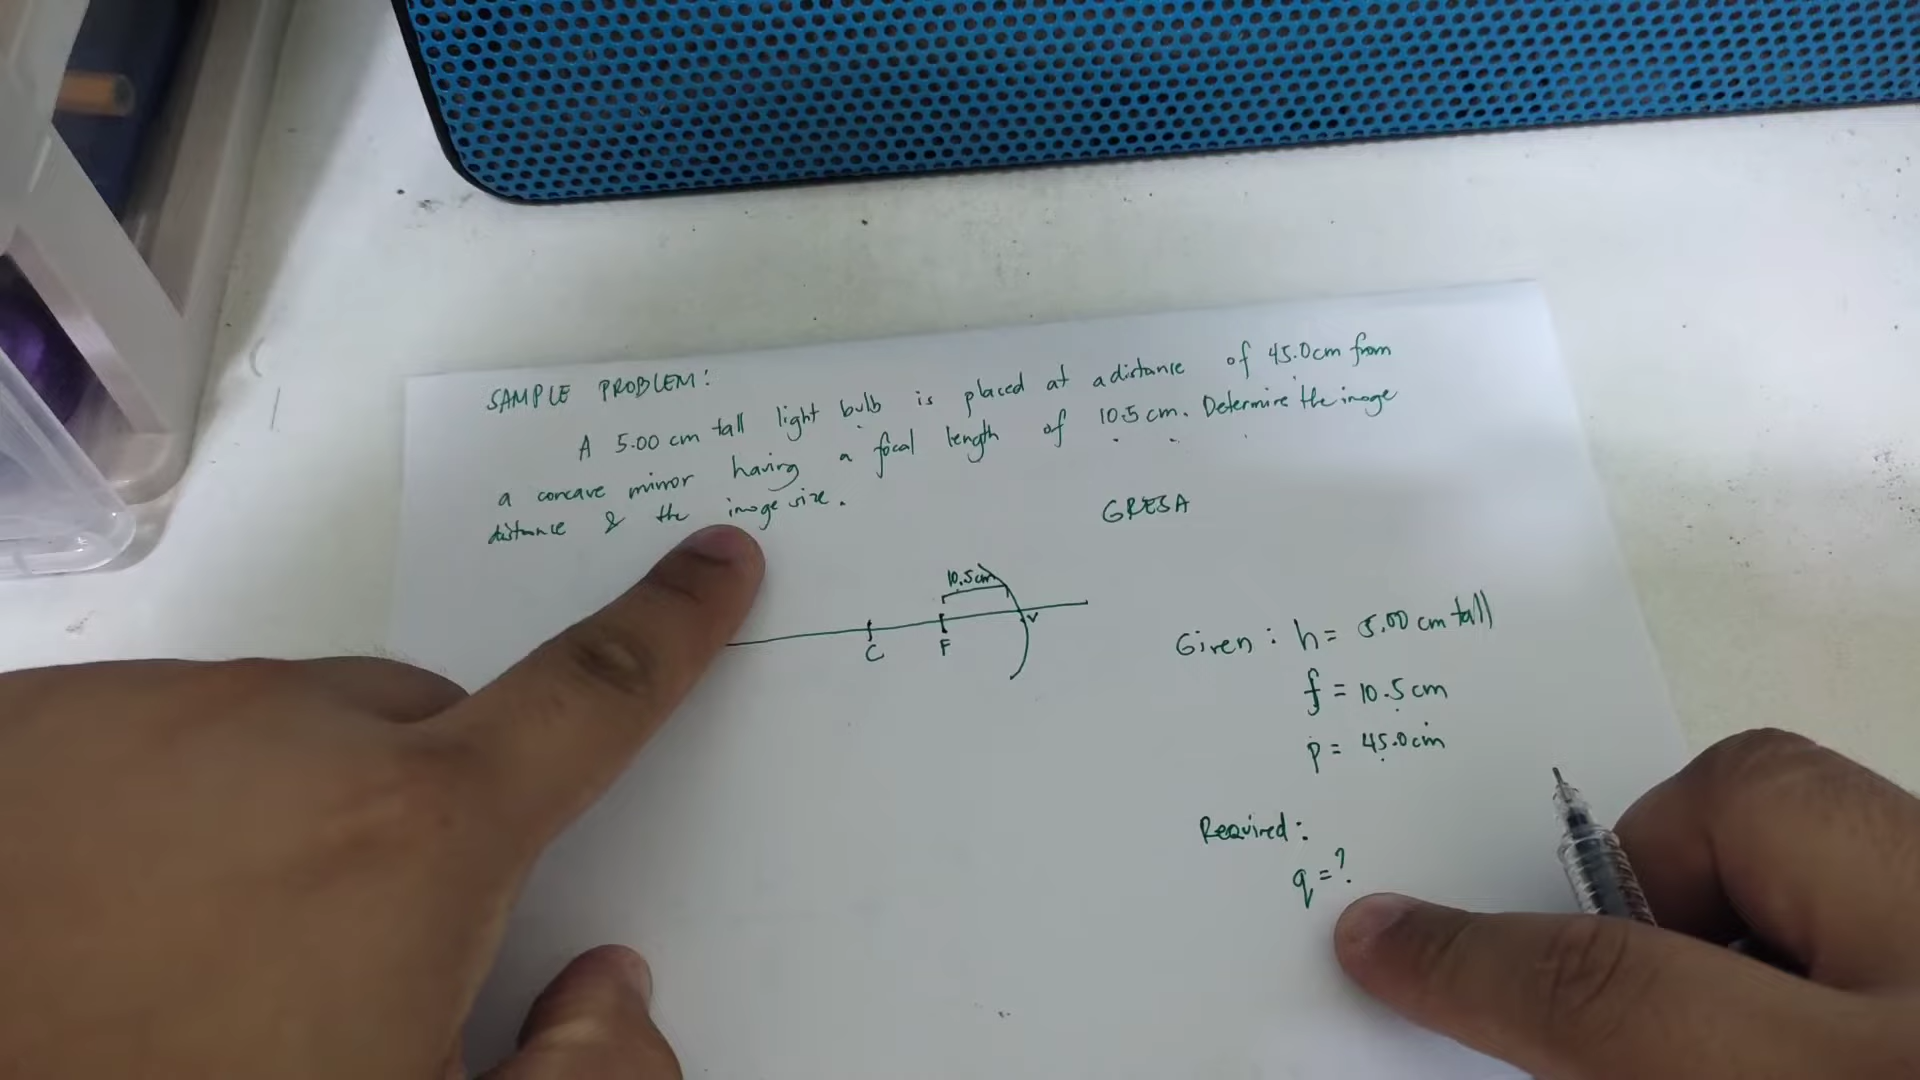 SAMPLE PROBLEM:
A 5.00 cm tall light bulb is placed at a distance of 45.0cm from
a concave mirror having a focal length of 10.5 cm. Determine the image
distance & the image size.
GRESA
10.5cm
C F V
Given: h = 5.00 cm tall
f = 10.5 cm
p = 45.0cm
Required:
q = ?